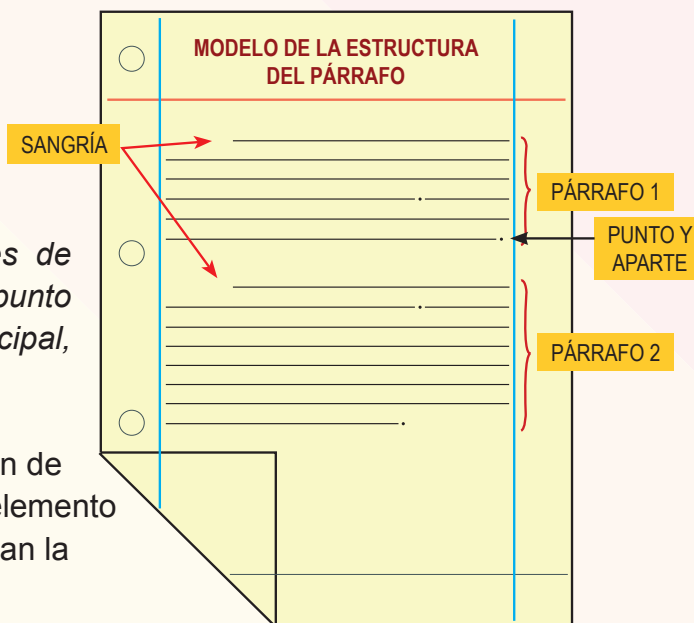 MODELO DE LA ESTRUCTURA
DEL PÁRRAFO
SANGRÍA
PÁRRAFO 1
PUNTO Y
APARTE
PÁRRAFO 2
de
punto
cipal,
n de
elemento
an la